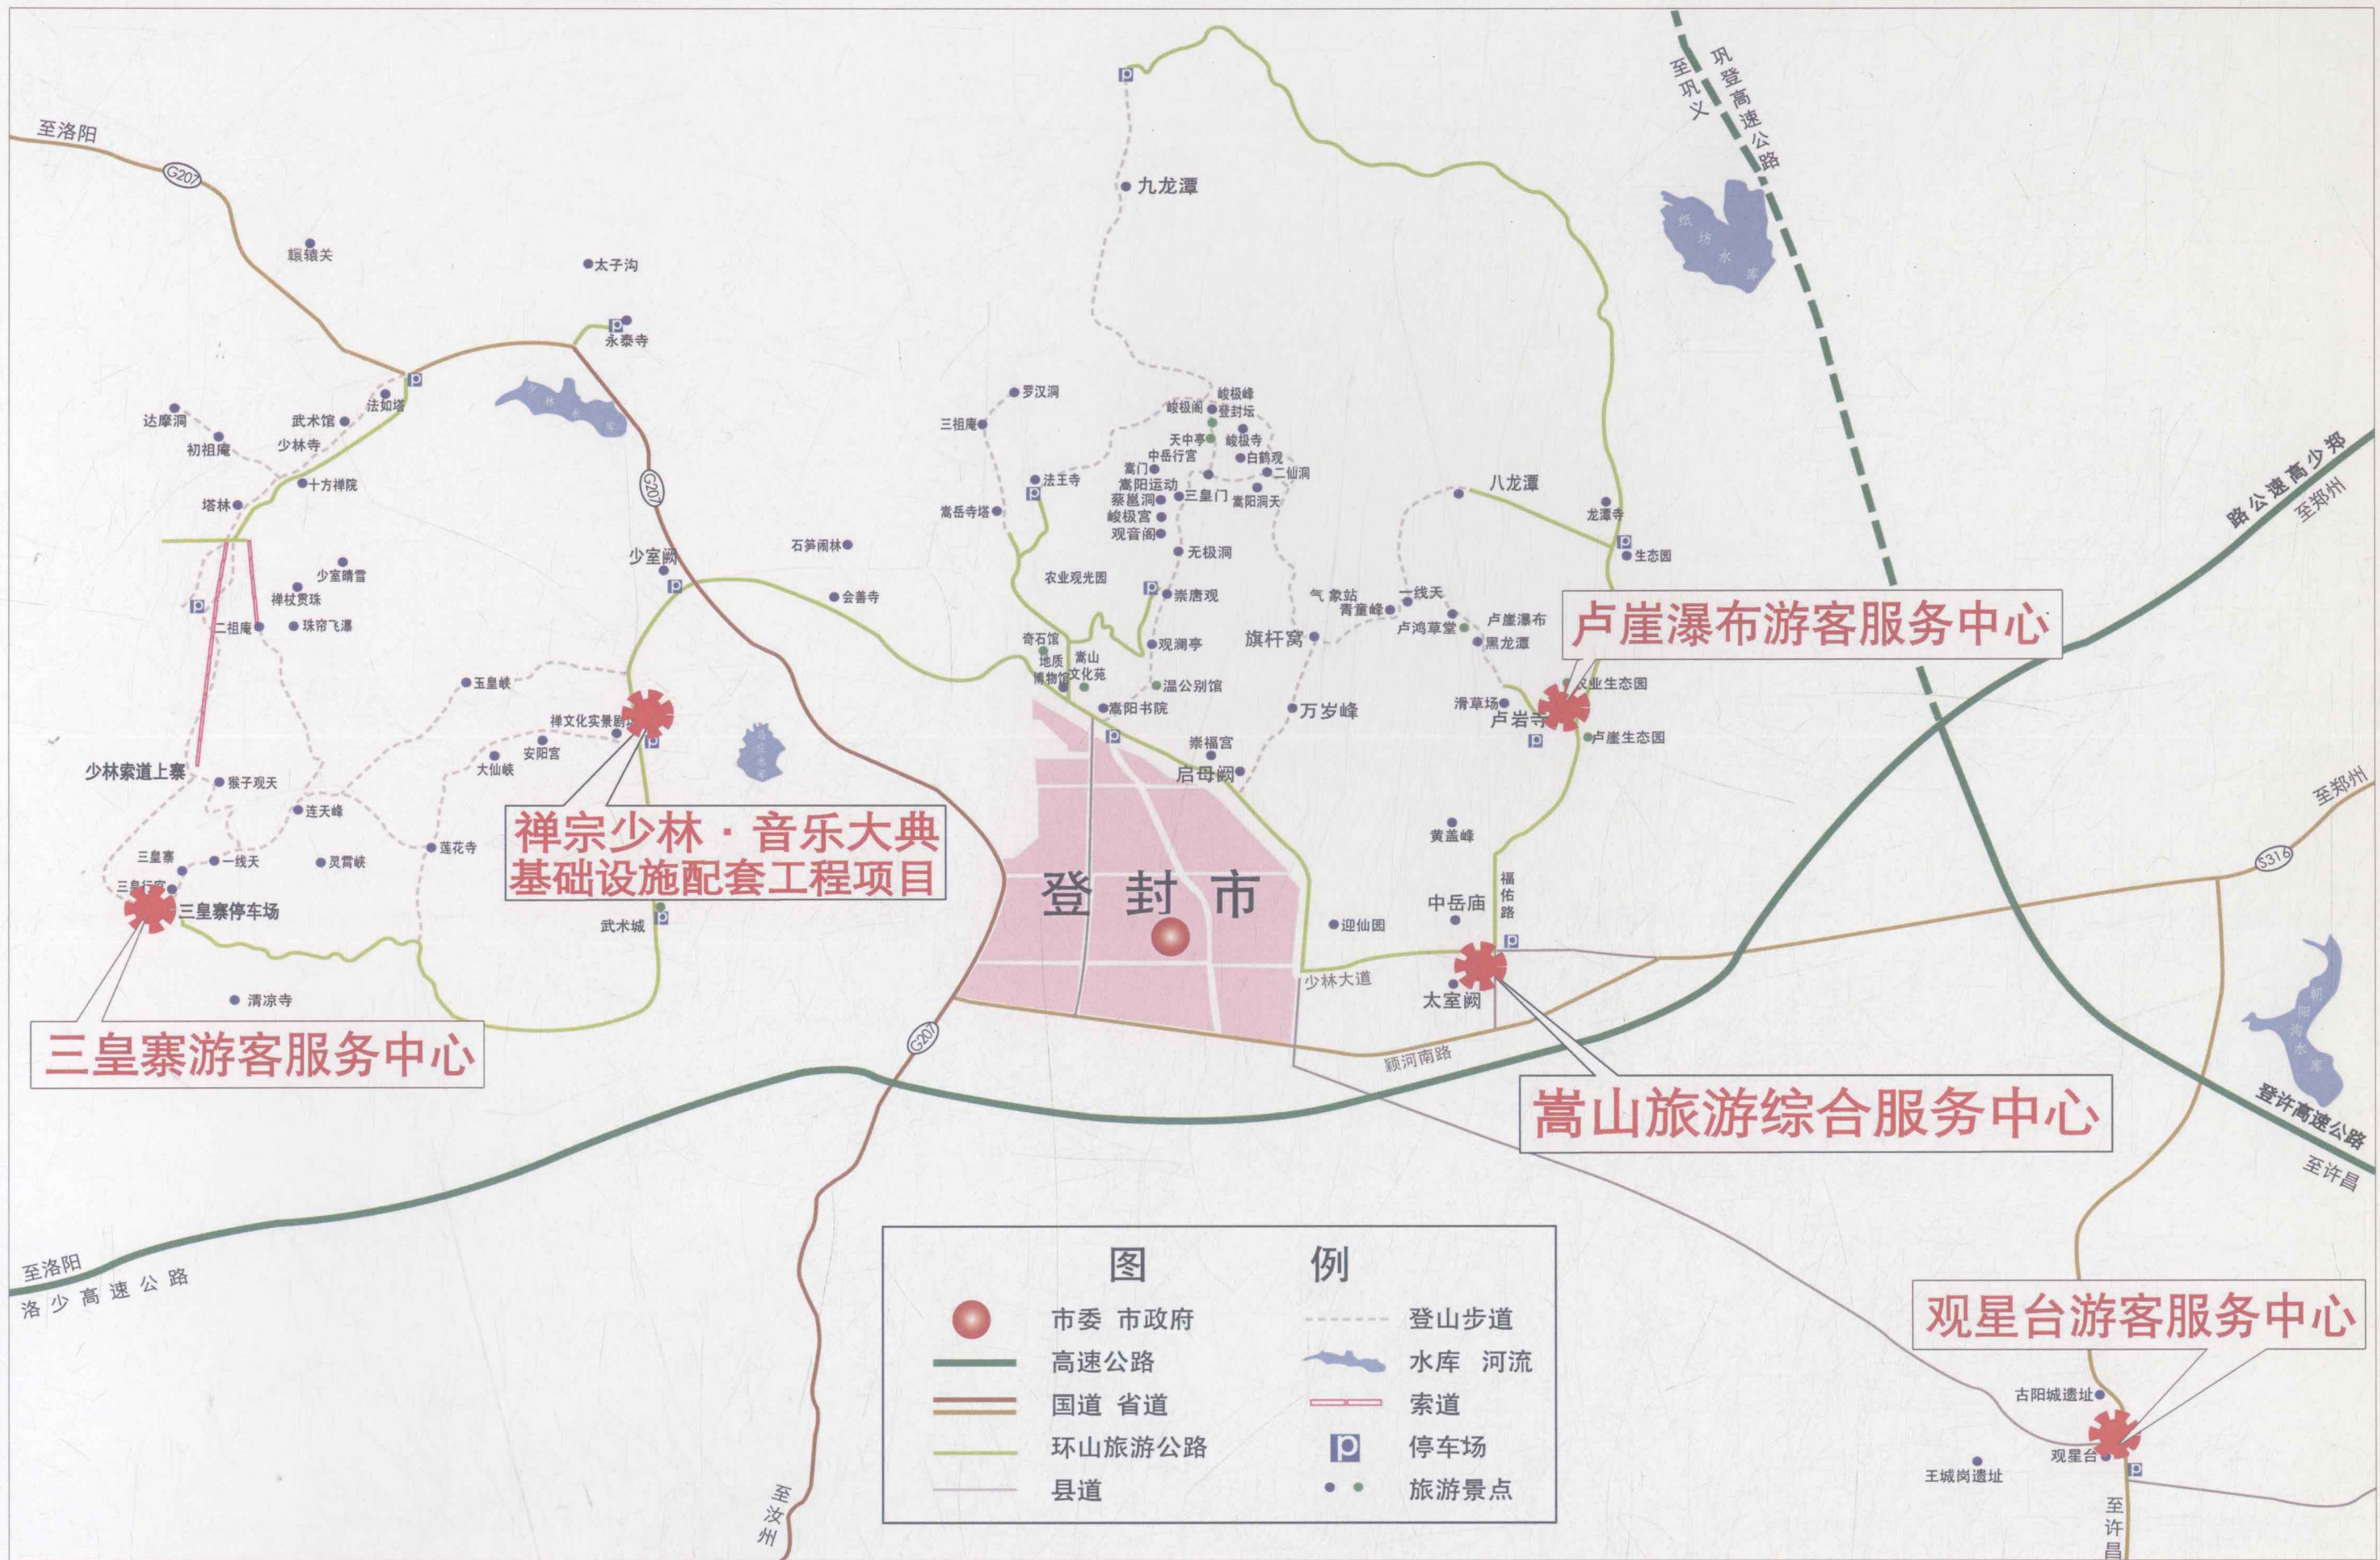 至洛阳
G207
轘辕关
太子沟
永泰寺
少林水库
九龙潭
至巩义
巩登高速公路
纸坊水库
达摩洞
初祖庵
武术馆
少林寺
法如塔
十方禅院
塔林
少室晴雪
禅杖贯珠
二祖庵
珠帘飞瀑
G207
少室阙
石笋闹林
会善寺
罗汉洞
三祖庵
法王寺
嵩岳寺塔
农业观光园
峻极峰
峻极阁
登封坛
天中亭
峻极寺
中岳行宫
白鹤观
嵩门
二仙洞
嵩阳运动
三皇门
嵩阳洞天
蔡邕洞
峻极宫
观音阁
无极洞
崇唐观
观澜亭
奇石馆
地质
博物馆
嵩山
文化苑
温公别馆
嵩阳书院
崇福宫
启母阙
八龙潭
龙潭寺
生态园
气象站
青童峰
一线天
卢鸿草堂
卢崖瀑布
黑龙潭
旗杆窝
万岁峰
路公速高少郑
至郑州
卢崖瀑布游客服务中心
农业生态园
滑草场
卢岩寺
卢崖生态园
玉皇峡
禅文化实景剧
安阳宫
大仙峡
马庄水库
少林索道上寨
猴子观天
连天峰
三皇寨
一线天
灵霄峡
莲花寺
三皇行宫
三皇寨停车场
清凉寺
禅宗少林·音乐大典
基础设施配套工程项目
武术城
三皇寨游客服务中心
登封市
黄盖峰
福佑路
中岳庙
迎仙园
少林大道
太室阙
至郑州
S316
朝阳沟水库
G207
颖河南路
嵩山旅游综合服务中心
登许高速公路
至许昌
至洛阳
洛少高速公路
至汝州
图例
市委 市政府
登山步道
高速公路
水库 河流
国道 省道
索道
环山旅游公路
P
停车场
县道
旅游景点
观星台游客服务中心
古阳城遗址
观星台
王城岗遗址
至许昌